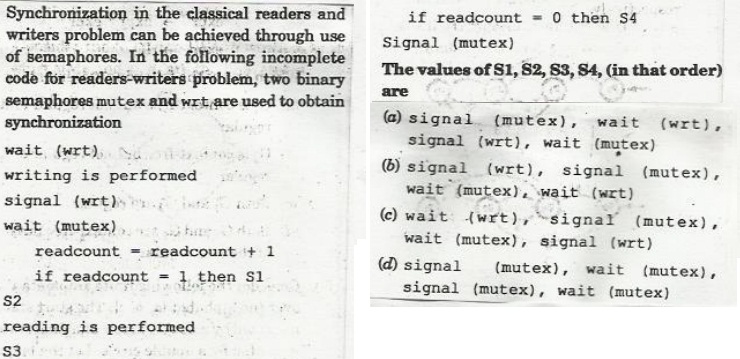 Synchronization in the classical readers and
writers problem can be achieved through use
of semaphores. In the following incomplete
code for readers-writers problem, two binary
semaphores mutex and wrt are used to obtain
synchronization
wait (wrt)
writing is performed
signal (wrt)
wait (mutex)
readcount = readcount + 1
if readcount = 1 then S1
S2
reading is performed
S3
if readcount = 0 then S4
Signal (mutex)
The values of S1, S2, S3, S4, (in that order)
are
(a) signal (mutex), wait (wrt),
signal (wrt), wait (mutex)
(b) signal (wrt), signal (mutex),
wait (mutex), wait (wrt)
(c) wait (wrt), signal (mutex),
wait (mutex), signal (wrt)
(d) signal (mutex), wait (mutex),
signal (mutex), wait (mutex)